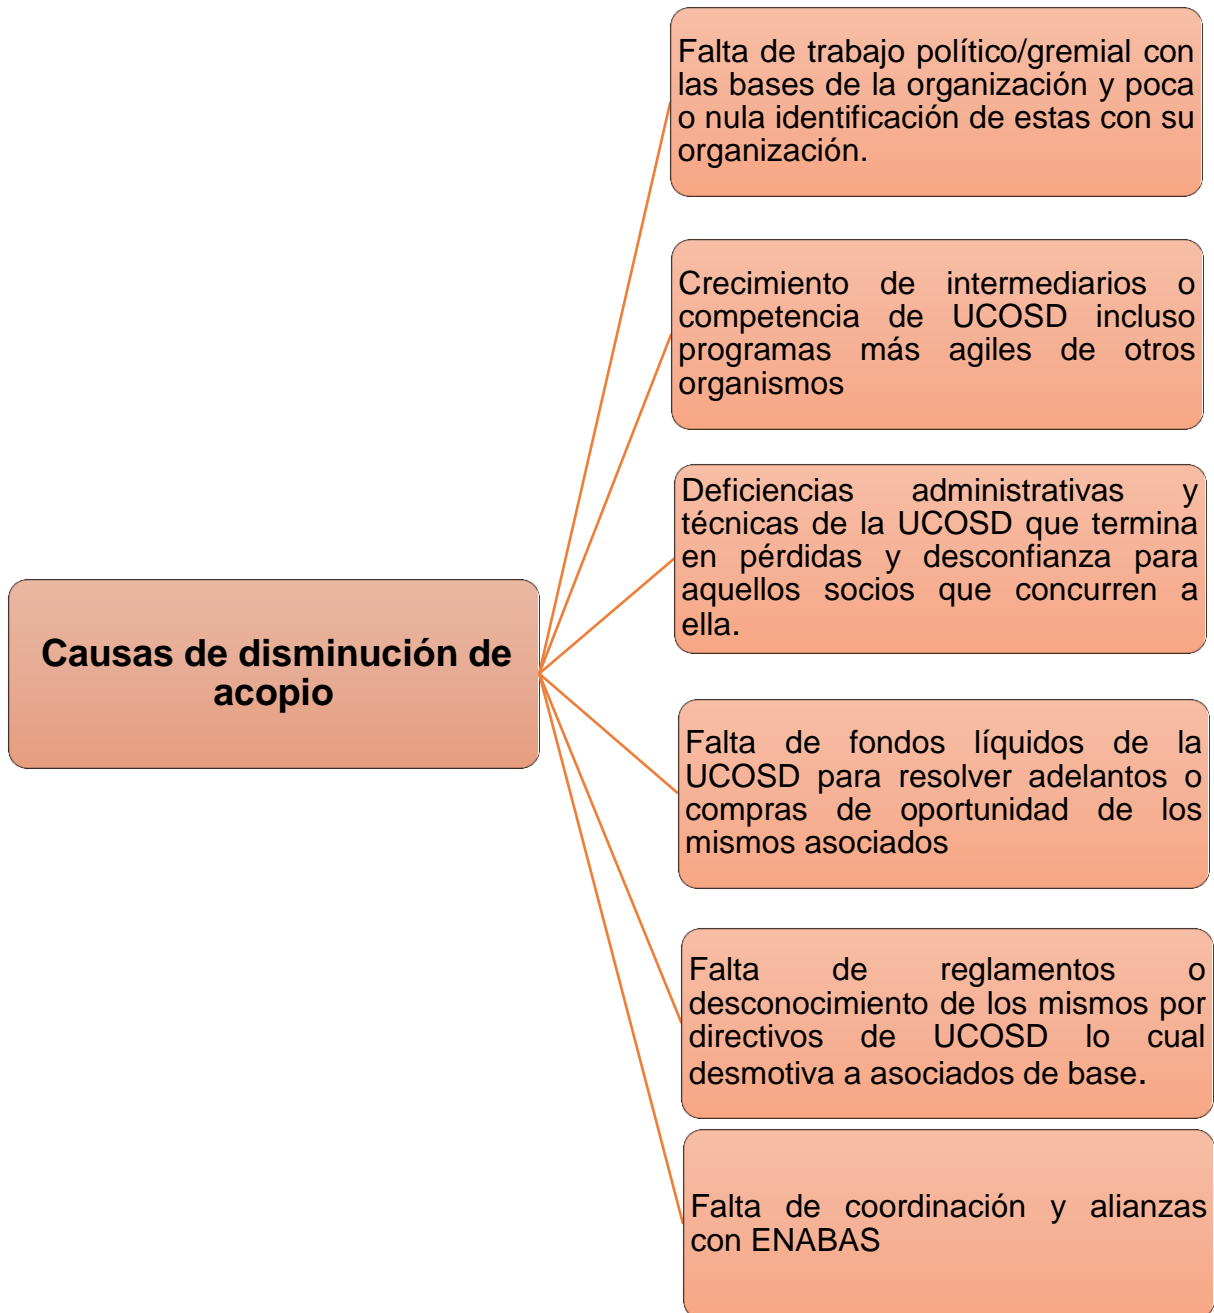 Falta de trabajo político/gremial con
las bases de la organización y poca
o nula identificación de estas con su
organización.
Crecimiento de intermediarios o
competencia de UCOSD incluso
programas más agiles de otros
organismos
Deficiencias administrativas y
técnicas de la UCOSD que termina
en pérdidas y desconfianza para
aquellos socios que concurren a
ella.
Causas de disminución de
acopio
Falta de fondos líquidos de la
UCOSD para resolver adelantos o
compras de oportunidad de los
mismos asociados
Falta de reglamentos o
desconocimiento de los mismos por
directivos de UCOSD lo cual
desmotiva a asociados de base.
Falta de coordinación y alianzas
con ENABAS